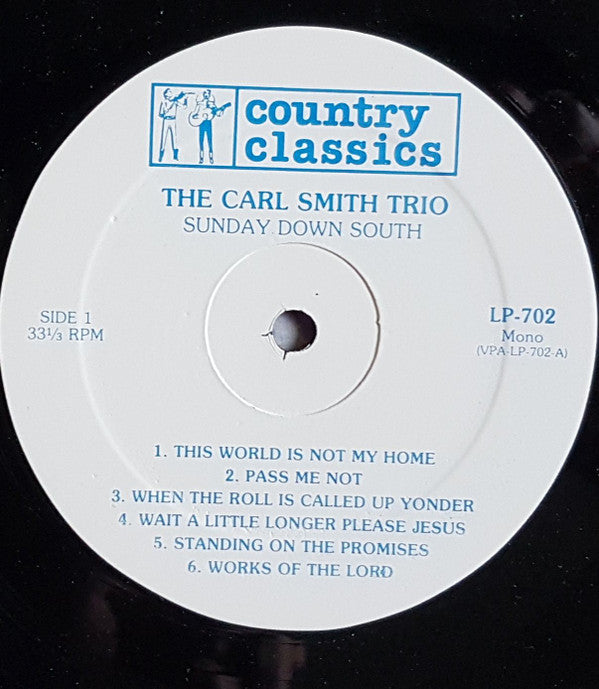 country
classics
THE CARL SMITH TRIO
SUNDAY DOWN SOUTH
SIDE 1
33⅓ RPM
LP-702
Mono
(VPA-LP-702-A)
1. THIS WORLD IS NOT MY HOME
2. PASS ME NOT
3. WHEN THE ROLL IS CALLED UP YONDER
4. WAIT A LITTLE LONGER PLEASE JESUS
5. STANDING ON THE PROMISES
6. WORKS OF THE LORD